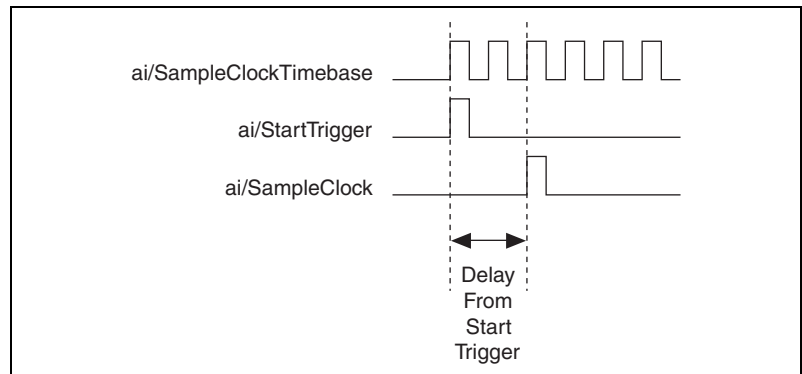 ai/SampleClockTimebase
ai/StartTrigger
ai/SampleClock
Delay
From
Start
Trigger